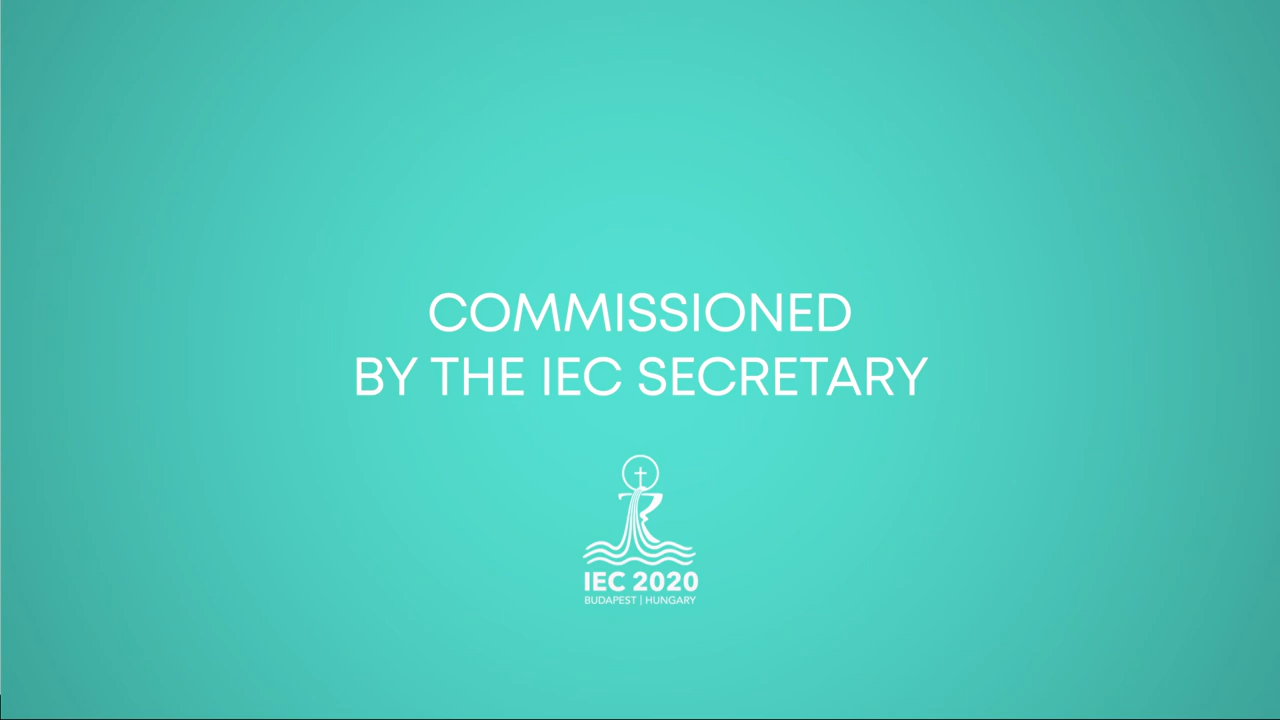 COMMISSIONED
BY THE IEC SECRETARY
IEC 2020
BUDAPEST | HUNGARY